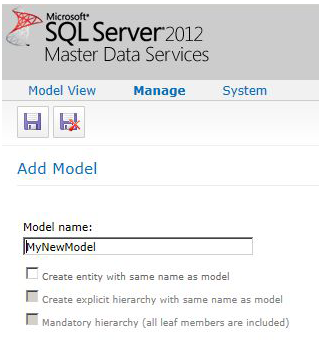 Microsoft®
SQL Server® 2012
Master Data Services
Model View Manage System
Add Model
Model name:
MyNewModel
Create entity with same name as model
Create explicit hierarchy with same name as model
Mandatory hierarchy (all leaf members are included)